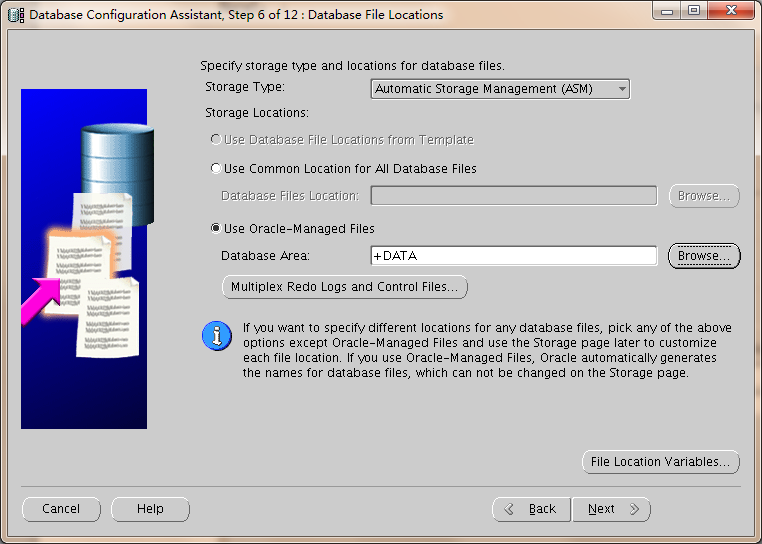 Database Configuration Assistant, Step 6 of 12 : Database File Locations
Specify storage type and locations for database files.
Storage Type: Automatic Storage Management (ASM)
Storage Locations:
Use Database File Locations from Template
Use Common Location for All Database Files
Database Files Location: Browse...
Use Oracle-Managed Files
Database Area: +DATA Browse...
Multiplex Redo Logs and Control Files...
If you want to specify different locations for any database files, pick any of the above
options except Oracle-Managed Files and use the Storage page later to customize
each file location. If you use Oracle-Managed Files, Oracle automatically generates
the names for database files, which can not be changed on the Storage page.
File Location Variables...
Cancel Help Back Next